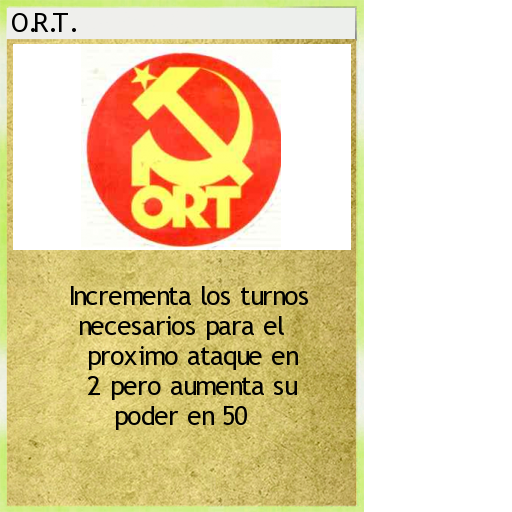 O.R.T.
ORT
Incrementa los turnos
necesarios para el
proximo ataque en
2 pero aumenta su
poder en 50